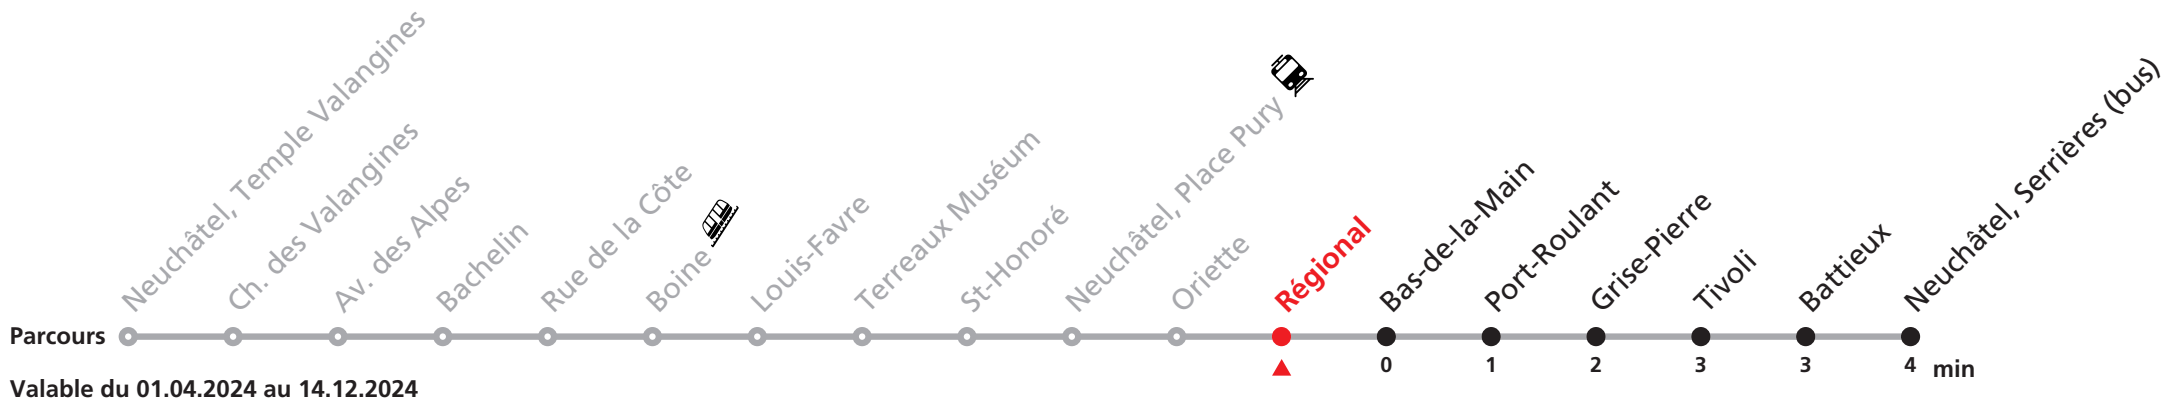 Neuchâtel, Temple Valangines
Ch. des Valangines
Av. des Alpes
Bachelin
Rue de la Côte
Boine
Louis-Favre
Terreaux Muséum
St-Honoré
Neuchâtel, Place Pury
Oriette
Régional
Bas-de-la-Main
Port-Roulant
Grise-Pierre
Tivoli
Battieux
Neuchâtel, Serrières (bus)
Parcours
0 1 2 3 3 4 min
Valable du 01.04.2024 au 14.12.2024